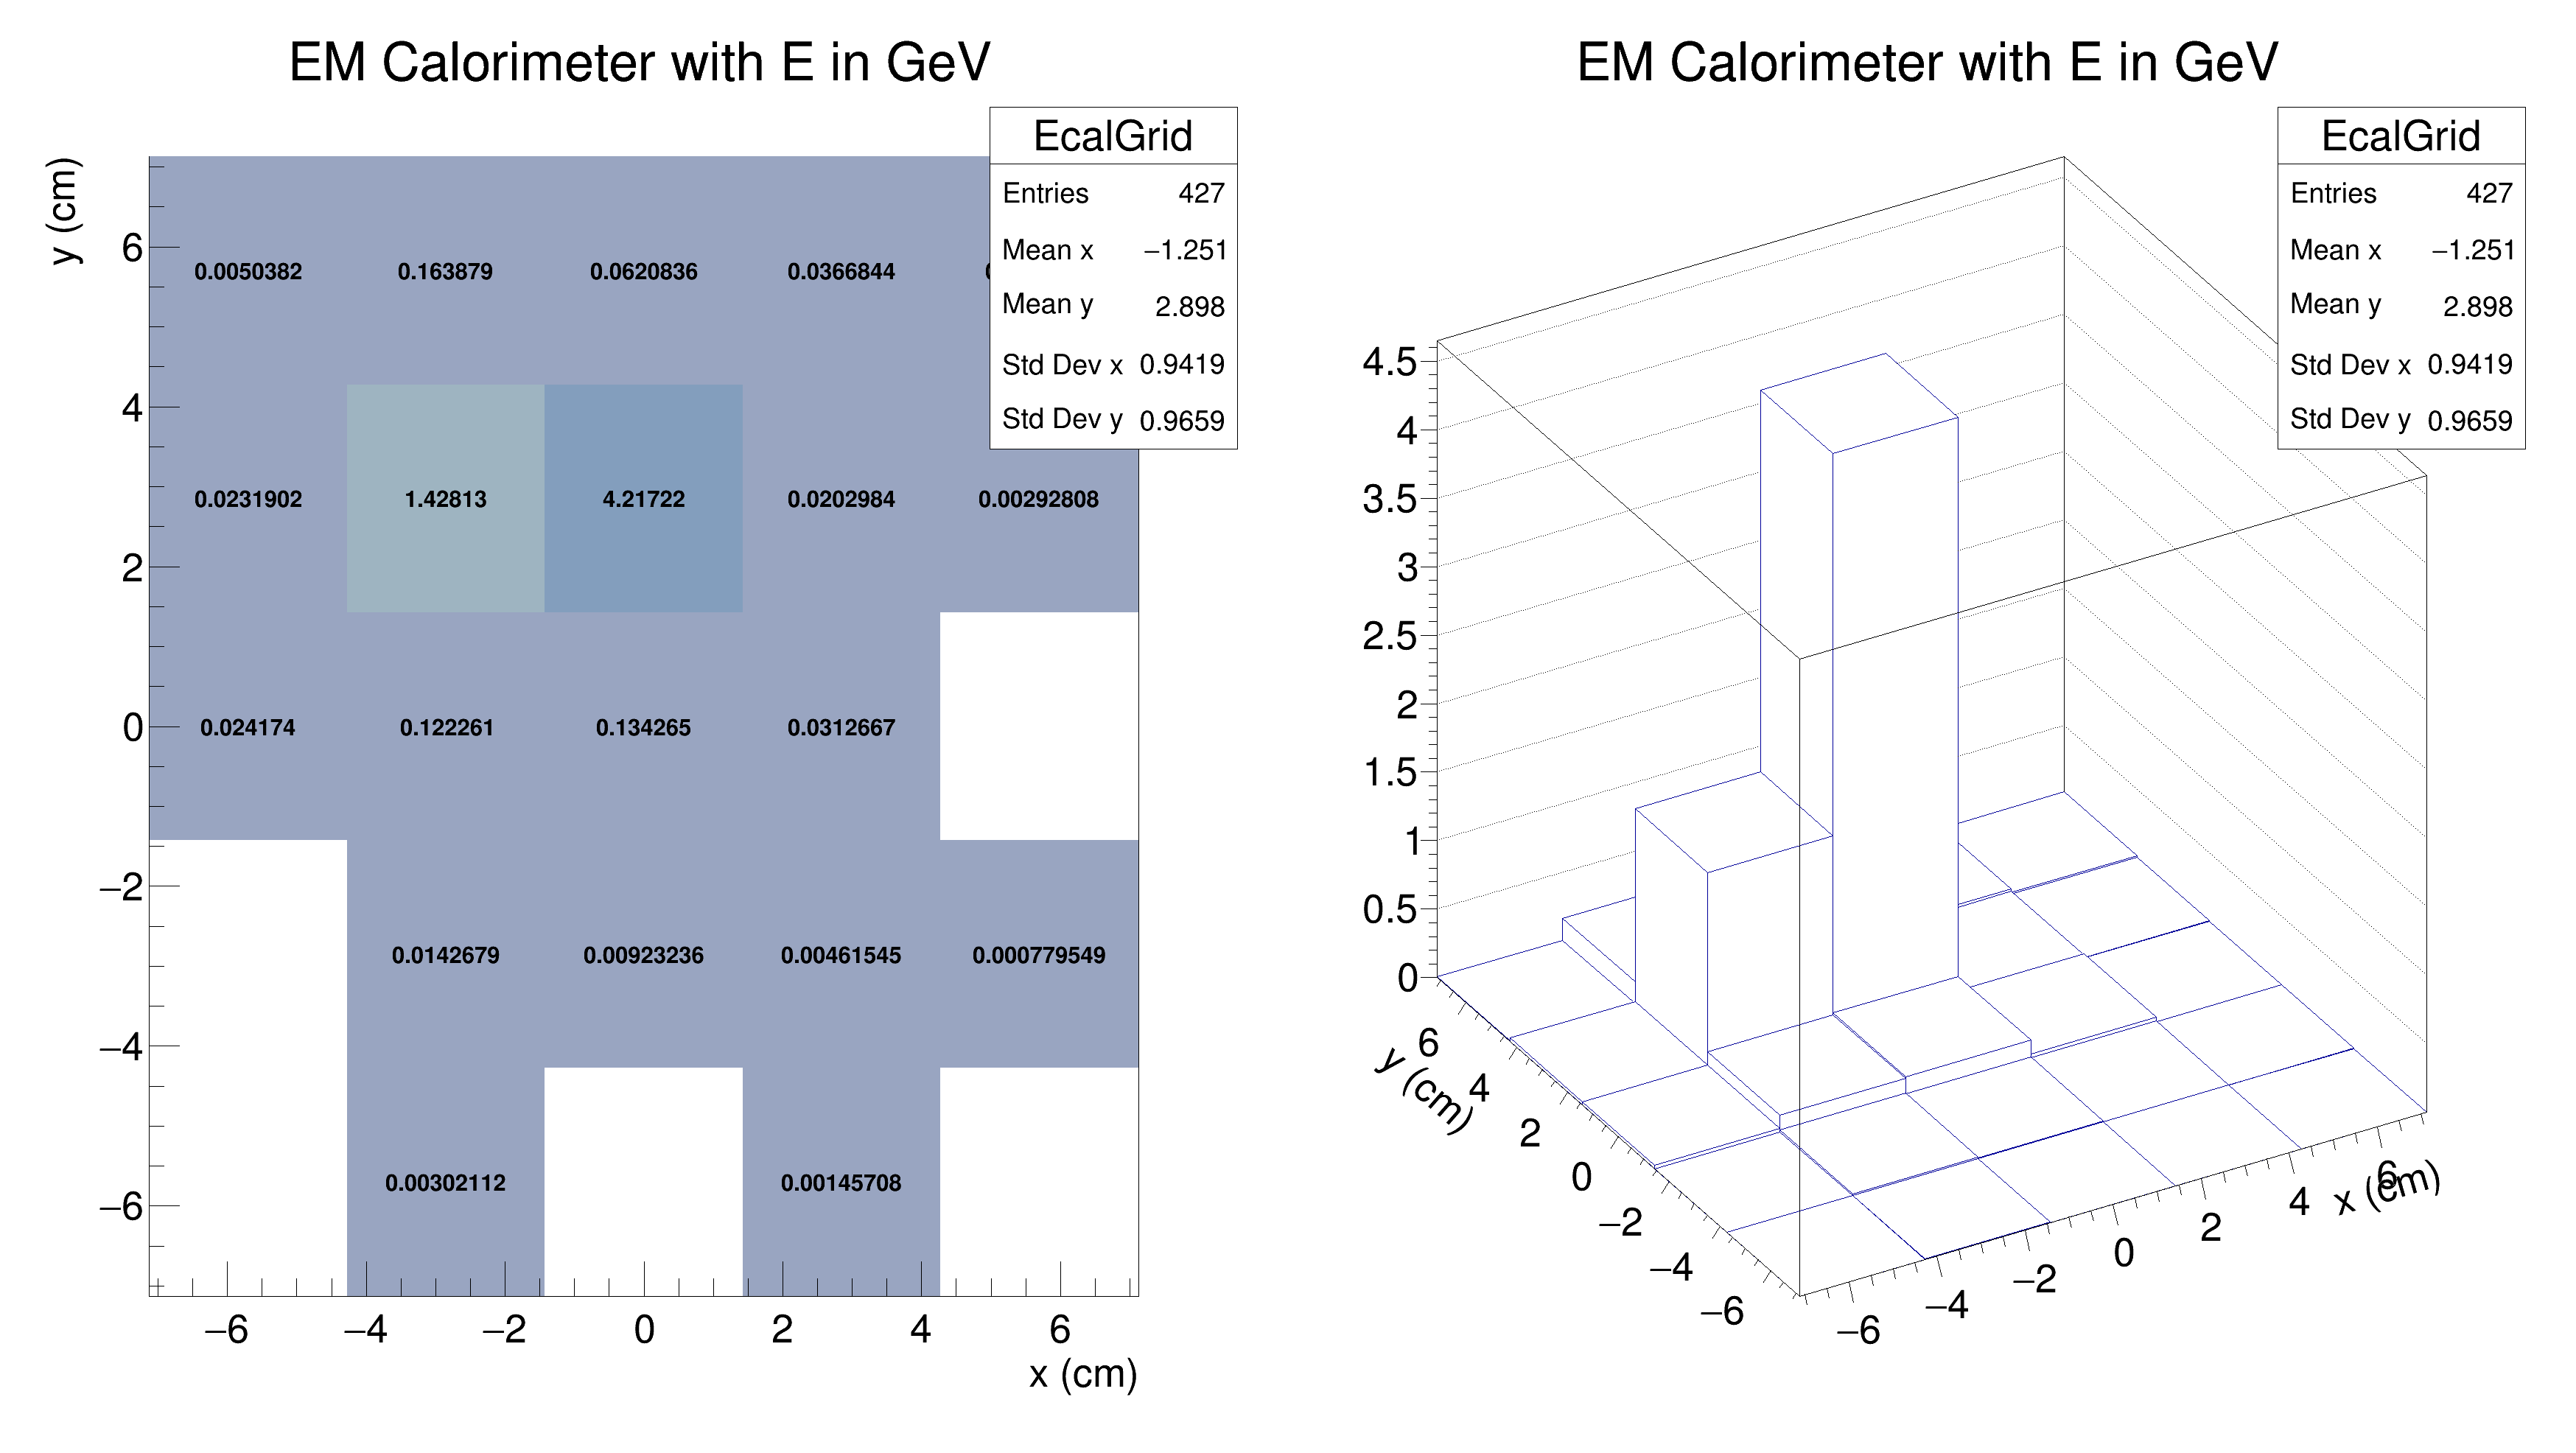 EM Calorimeter with E in GeV
EcalGrid
Entries 427
Mean x −1.251
Mean y 2.898
Std Dev x 0.9419
Std Dev y 0.9659
y (cm)
6
4
2
0
−2
−4
−6
0.0050382 0.163879 0.0620836 0.0366844
0.0231902 1.42813 4.21722 0.0202984 0.00292808
0.024174 0.122261 0.134265 0.0312667
0.0142679 0.00923236 0.00461545 0.000779549
0.00302112 0.00145708
−6 −4 −2 0 2 4 6
x (cm)
EM Calorimeter with E in GeV
EcalGrid
Entries 427
Mean x −1.251
Mean y 2.898
Std Dev x 0.9419
Std Dev y 0.9659
4.5
4
3.5
3
2.5
2
1.5
1
0.5
0
6
4
2
0
−2
−4
−6
y (cm)
−6
−4
−2
0
2
4
6
x (cm)